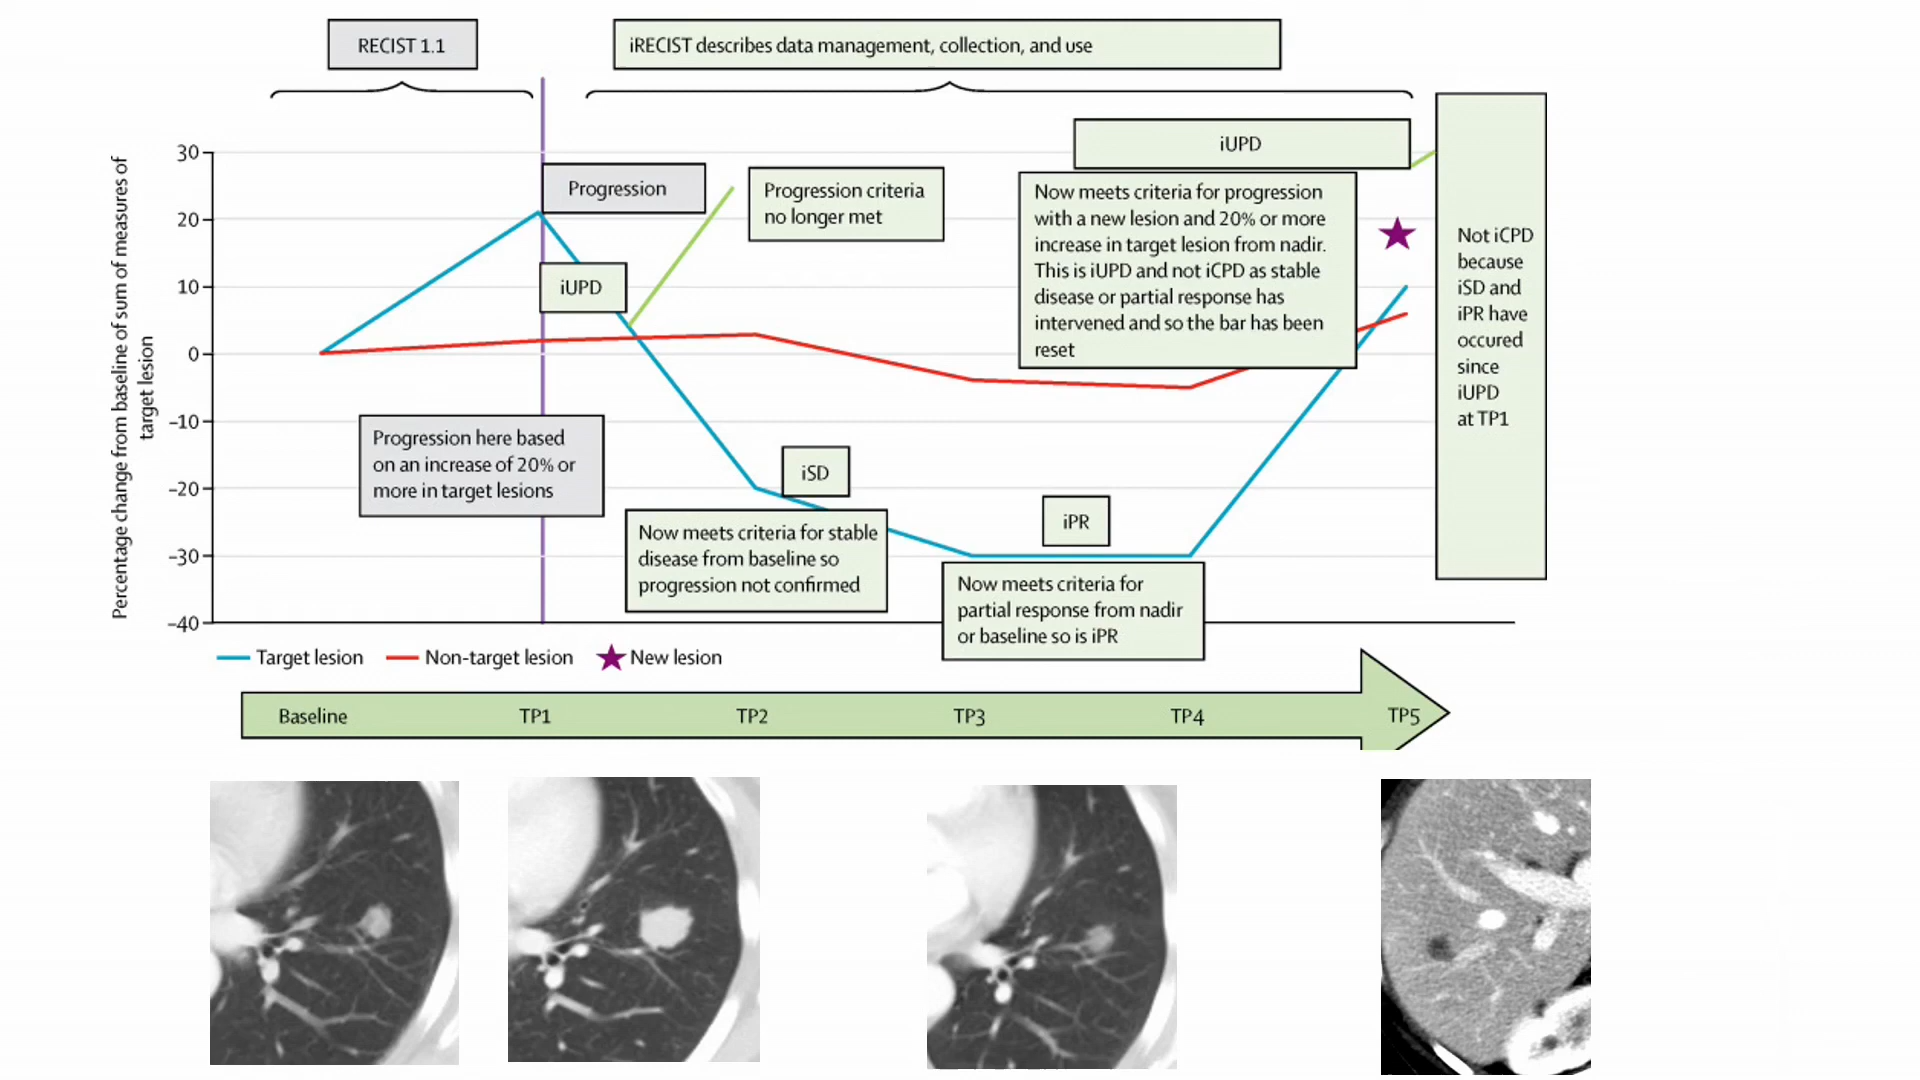 RECIST 1.1
iRECIST describes data management, collection, and use
Percentage change from baseline of sum of measures of
target lesion
30
20
10
0
–10
–20
–30
–40
Progression
iUPD
Progression criteria
no longer met
iUPD
Now meets criteria for progression
with a new lesion and 20% or more
increase in target lesion from nadir.
This is iUPD and not iCPD as stable
disease or partial response has
intervened and so the bar has been
reset
Not iCPD
because
iSD and
iPR have
occured
since
iUPD
at TP1
Progression here based
on an increase of 20% or
more in target lesions
iSD
Now meets criteria for stable
disease from baseline so
progression not confirmed
iPR
Now meets criteria for
partial response from nadir
or baseline so is iPR
Target lesion
Non-target lesion
New lesion
Baseline
TP1
TP2
TP3
TP4
TP5